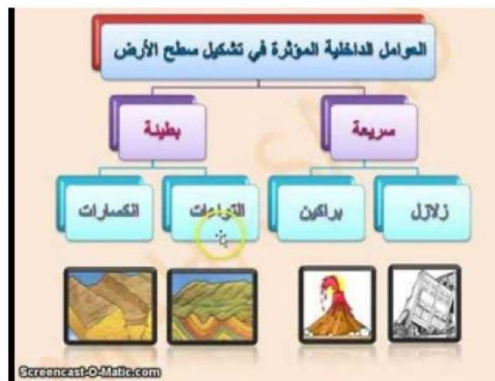 العوامل الداخلية المؤثرة في تشكيل سطح الأرض
سريعة
بطيئة
زلازل
براكين
التواءات
انكسارات
Screencast-O-Matic.com